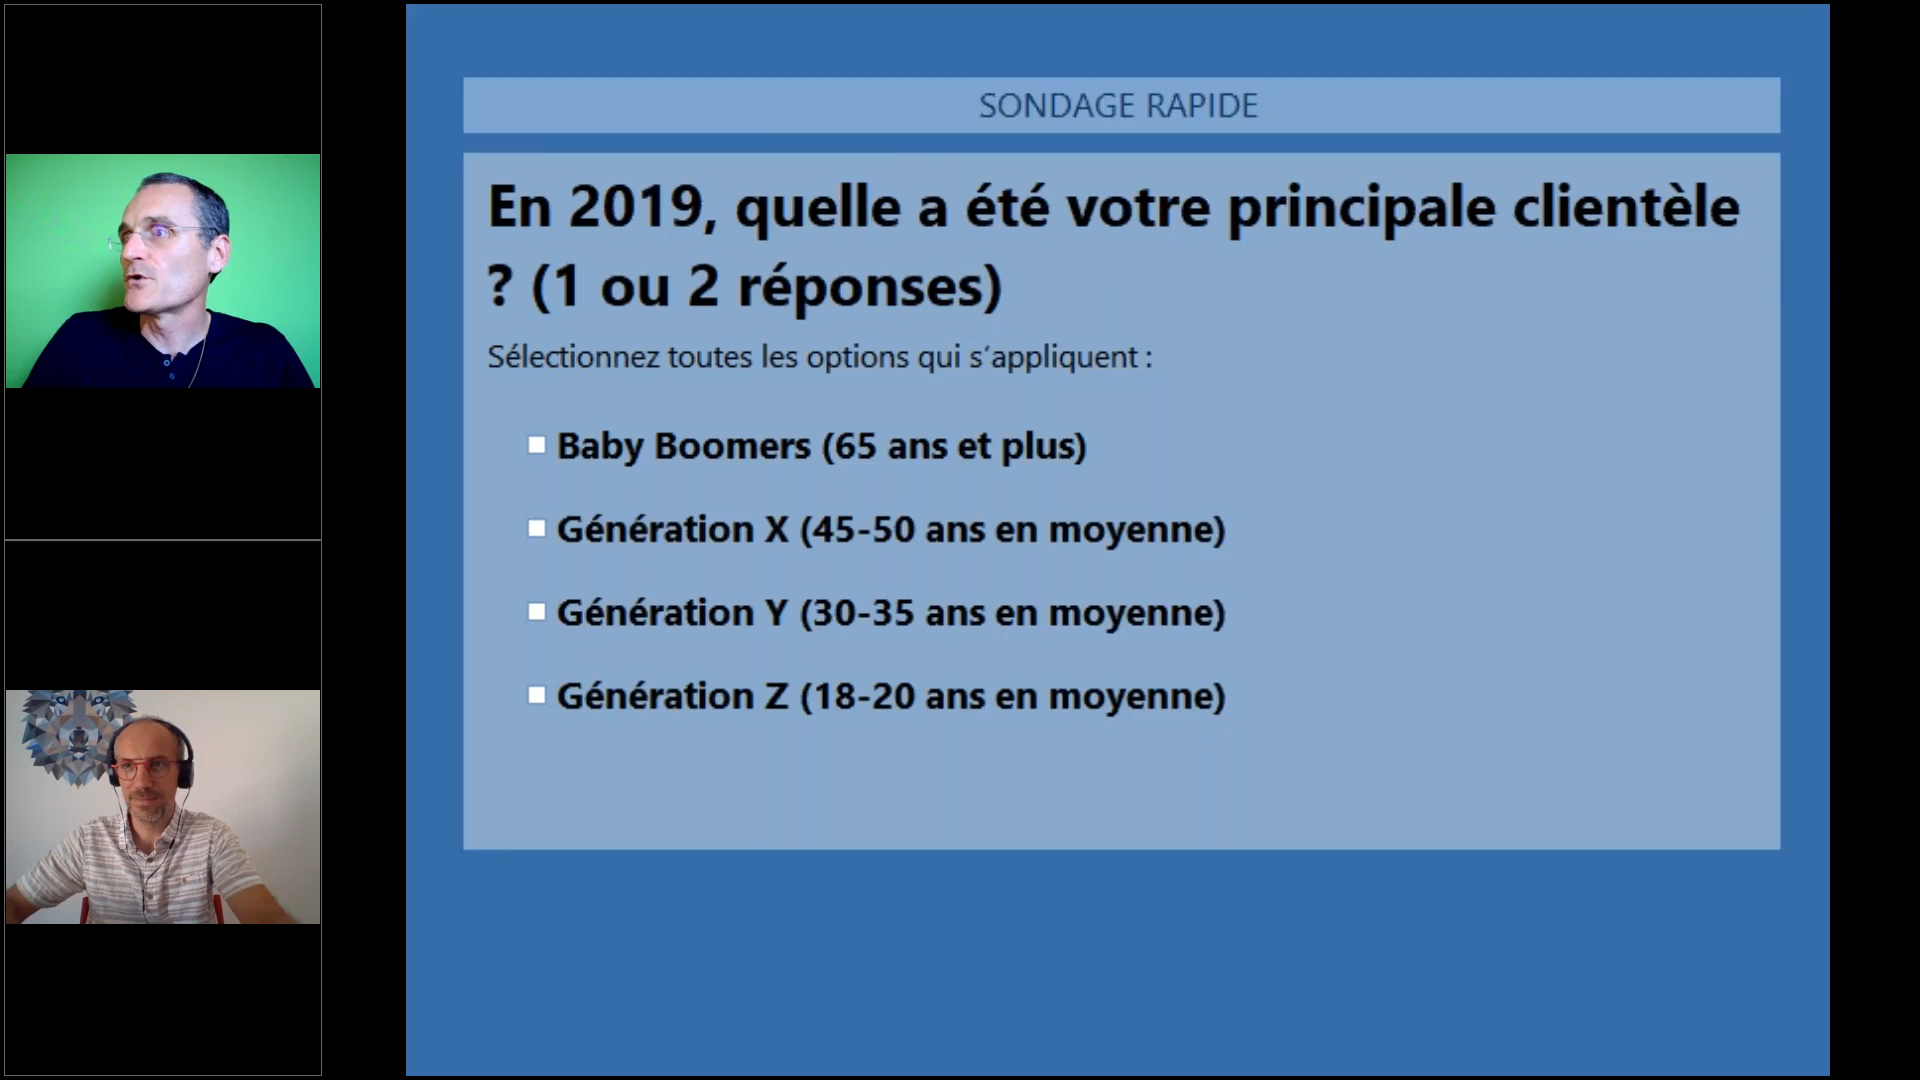 SONDAGE RAPIDE
En 2019, quelle a été votre principale clientèle
? (1 ou 2 réponses)
Sélectionnez toutes les options qui s'appliquent :
Baby Boomers (65 ans et plus)
Génération X (45-50 ans en moyenne)
Génération Y (30-35 ans en moyenne)
Génération Z (18-20 ans en moyenne)